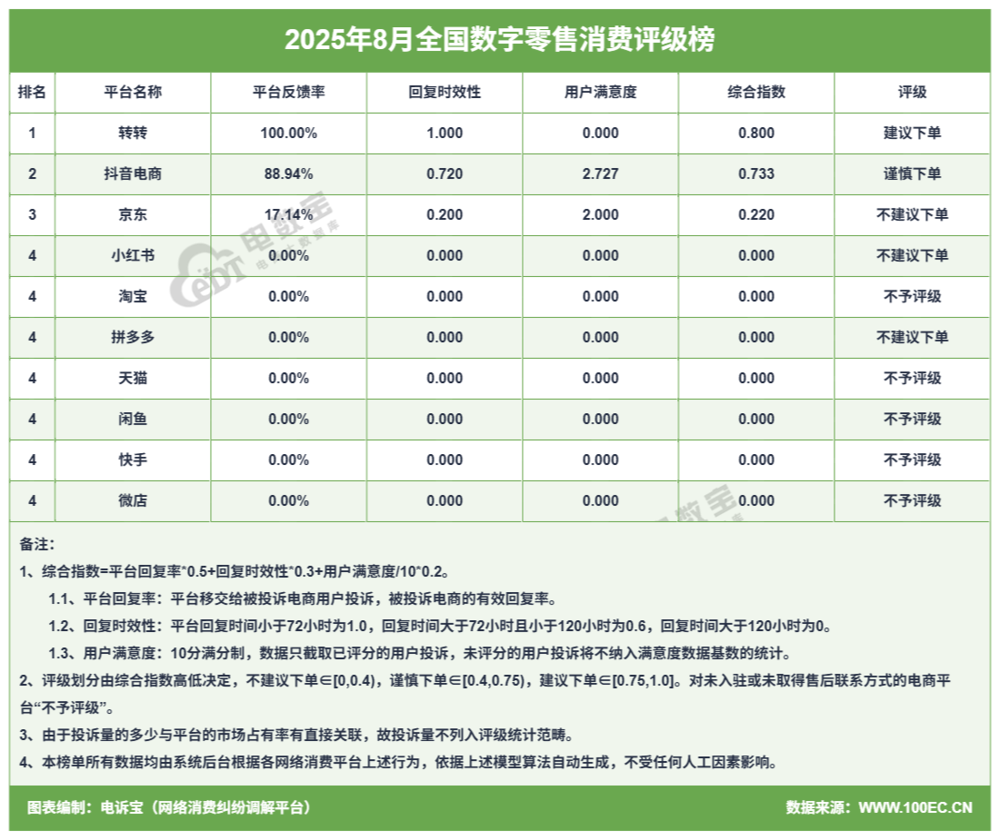 2025年8月全国数字零售消费评级榜
排名 平台名称 平台反馈率 回复时效性 用户满意度 综合指数 评级
1 转转 100.00% 1.000 0.000 0.800 建议下单
2 抖音电商 88.94% 0.720 2.727 0.733 谨慎下单
3 京东 17.14% 0.200 2.000 0.220 不建议下单
4 小红书 0.00% 0.000 0.000 0.000 不建议下单
4 淘宝 0.00% 0.000 0.000 0.000 不予评级
4 拼多多 0.00% 0.000 0.000 0.000 不建议下单
4 天猫 0.00% 0.000 0.000 0.000 不予评级
4 闲鱼 0.00% 0.000 0.000 0.000 不予评级
4 快手 0.00% 0.000 0.000 0.000 不予评级
4 微店 0.00% 0.000 0.000 0.000 不予评级
电数宝
eDT
备注：
1、综合指数=平台回复率*0.5+回复时效性*0.3+用户满意度/10*0.2。
1.1、平台回复率：平台移交给被投诉电商用户投诉，被投诉电商的有效回复率。
1.2、回复时效性：平台回复时间小于72小时为1.0，回复时间大于72小时且小于120小时为0.6，回复时间大于120小时为0。
1.3、用户满意度：10分满分制，数据只截取已评分的用户投诉，未评分的用户投诉将不纳入满意度数据基数的统计。
2、评级划分由综合指数高低决定，不建议下单∈[0,0.4)，谨慎下单∈[0.4,0.75)，建议下单∈[0.75,1.0]。对未入驻或未取得售后联系方式的电商平
台“不予评级”。
3、由于投诉量的多少与平台的市场占有率有直接关联，故投诉量不列入评级统计范畴。
4、本榜单所有数据均由系统后台根据各网络消费平台上述行为，依据上述模型算法自动生成，不受任何人工因素影响。
图表编制：电诉宝（网络消费纠纷调解平台） 数据来源：WWW.100EC.CN